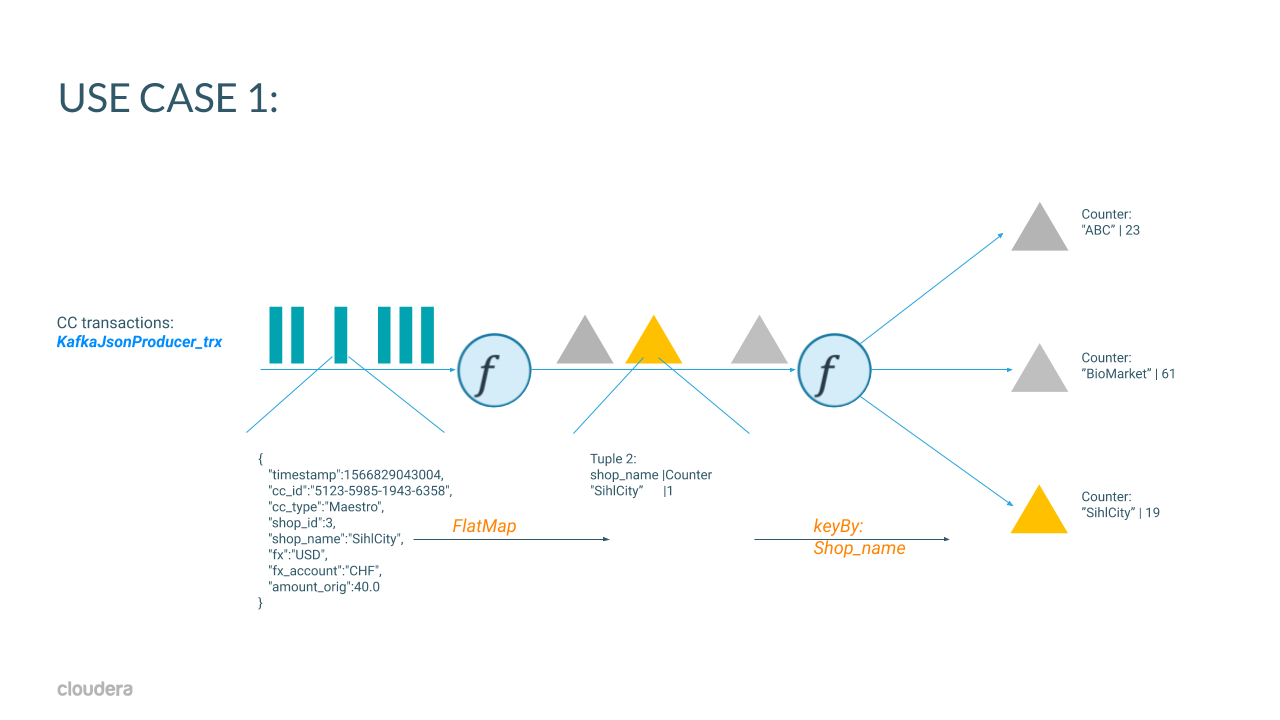 USE CASE 1:
Counter:
"ABC” | 23
CC transactions:
KafkaJsonProducer_trx
f
f
Counter:
“BioMarket” | 61
{
"timestamp":1566829043004,
"cc_id":"5123-5985-1943-6358",
"cc_type":"Maestro",
"shop_id":3,
"shop_name":"SihlCity",
"fx":"USD",
"fx_account":"CHF",
"amount_orig":40.0
}
Tuple 2:
shop_name |Counter
"SihlCity” |1
FlatMap
keyBy:
Shop_name
Counter:
“SihlCity” | 19
cloudera